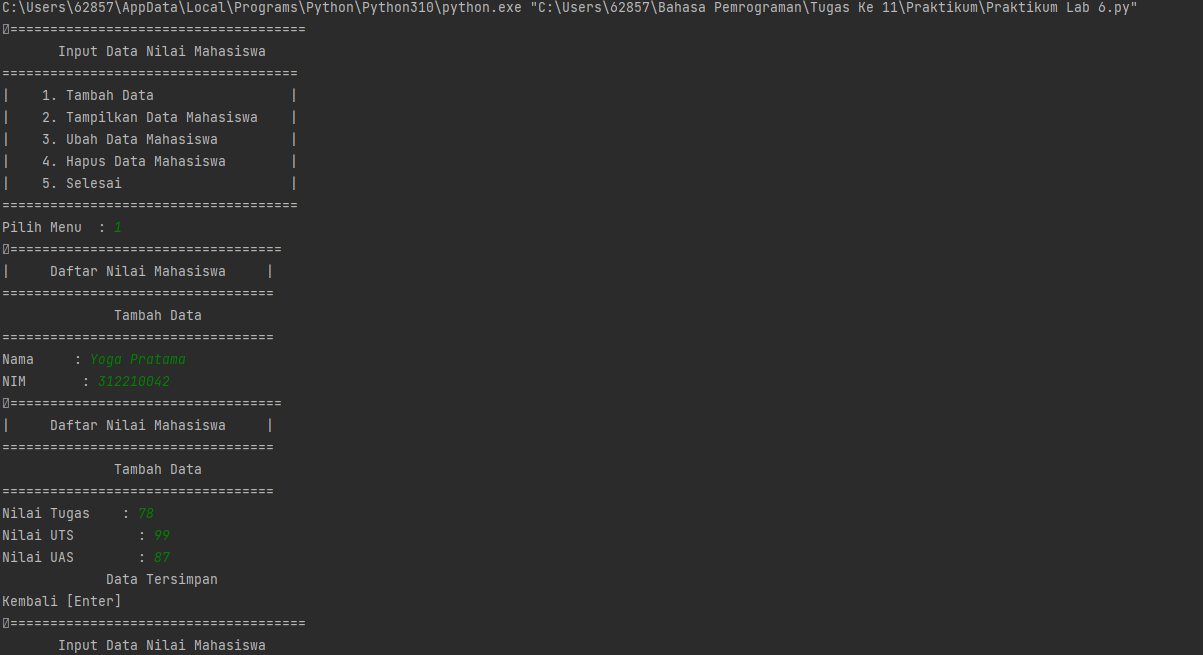 C:\Users\62857\AppData\Local\Programs\Python\Python310\python.exe "C:\Users\62857\Bahasa Pemrograman\Tugas Ke 11\Praktikum\Praktikum Lab 6.py"
=====================================
Input Data Nilai Mahasiswa
=====================================
|    1. Tambah Data                 |
|    2. Tampilkan Data Mahasiswa    |
|    3. Ubah Data Mahasiswa         |
|    4. Hapus Data Mahasiswa        |
|    5. Selesai                     |
=====================================
Pilih Menu  : 1
==================================
|     Daftar Nilai Mahasiswa     |
==================================
Tambah Data
==================================
Nama     : Yoga Pratama
NIM       : 312210042
==================================
|     Daftar Nilai Mahasiswa     |
==================================
Tambah Data
==================================
Nilai Tugas    : 78
Nilai UTS        : 99
Nilai UAS        : 87
Data Tersimpan
Kembali [Enter]
=====================================
Input Data Nilai Mahasiswa